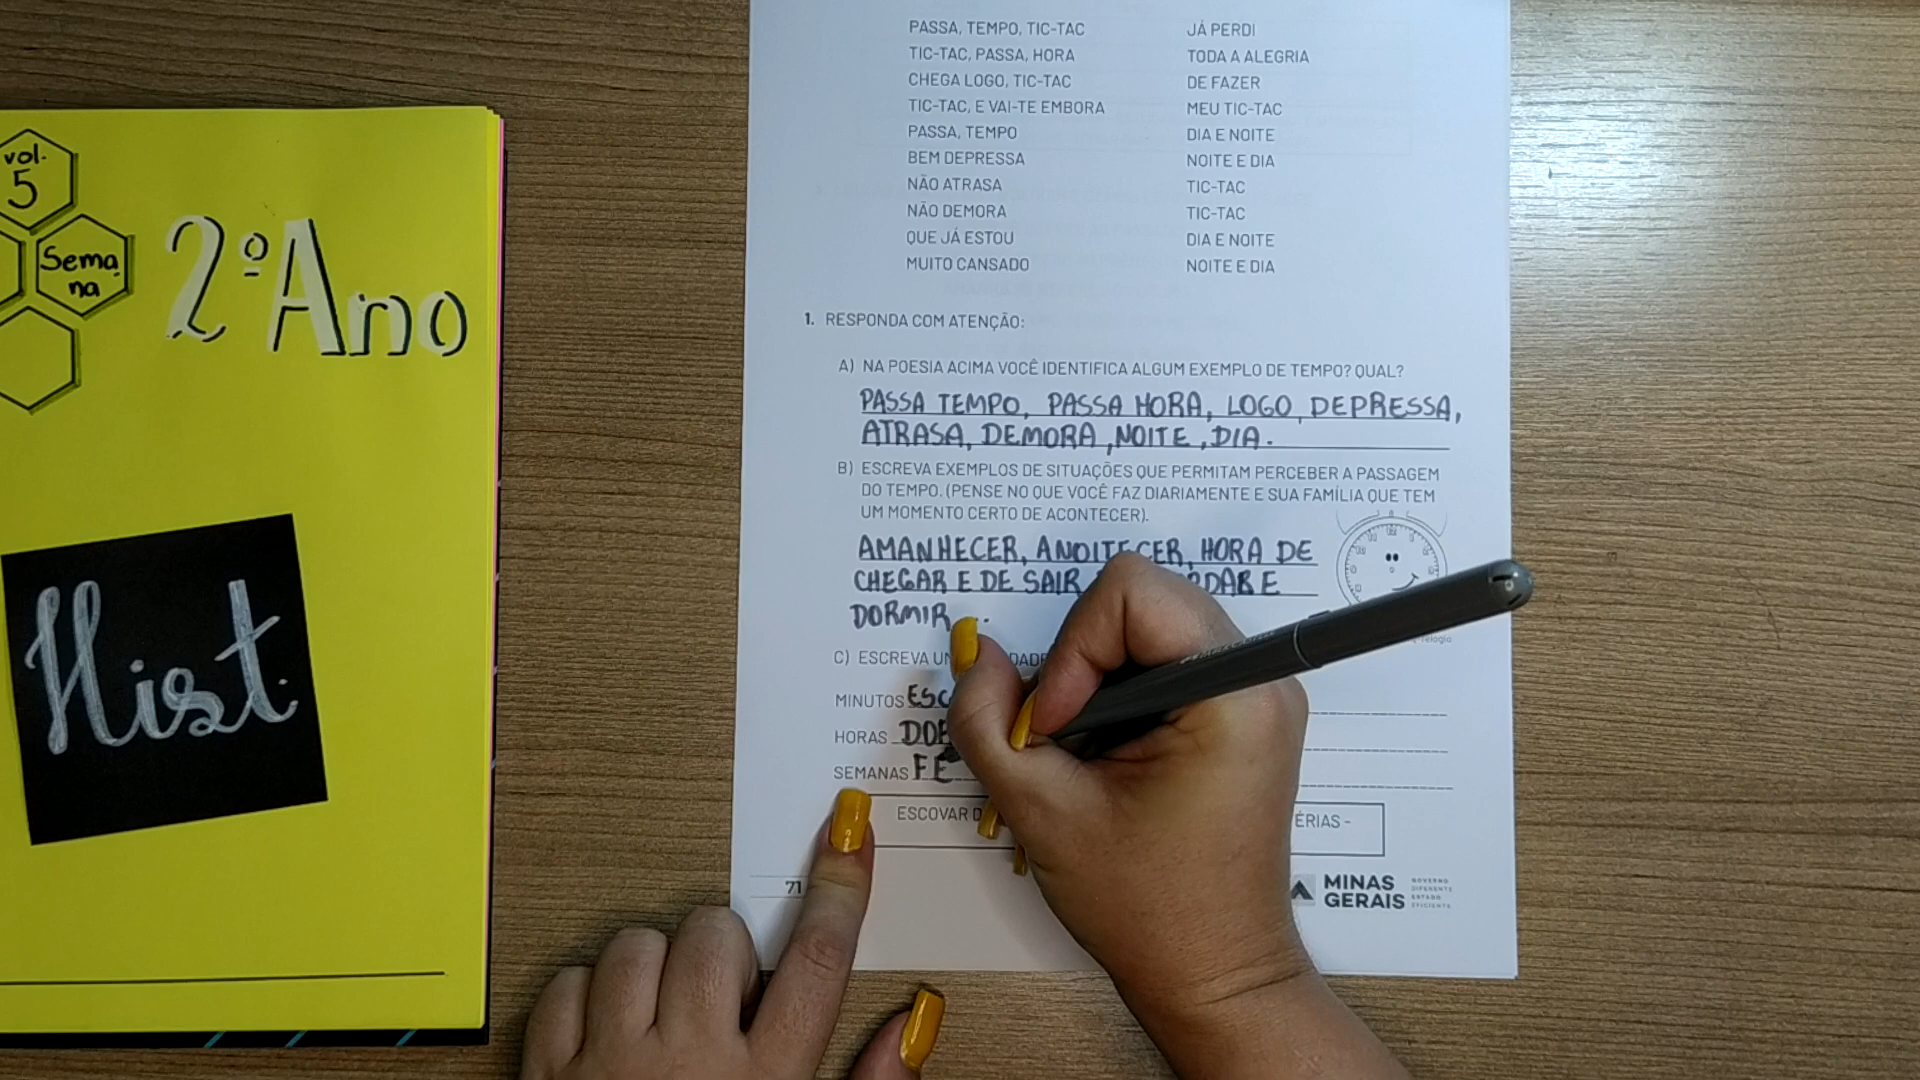 vol.
5
Sema
na
2º Ano
Hist.
PASSA, TEMPO, TIC-TAC
TIC-TAC, PASSA, HORA
CHEGA LOGO, TIC-TAC
TIC-TAC, E VAI-TE EMBORA
PASSA, TEMPO
BEM DEPRESSA
NÃO ATRASA
NÃO DEMORA
QUE JÁ ESTOU
MUITO CANSADO
JÁ PERDI
TODA A ALEGRIA
DE FAZER
MEU TIC-TAC
DIA E NOITE
NOITE E DIA
TIC-TAC
TIC-TAC
DIA E NOITE
NOITE E DIA
1. RESPONDA COM ATENÇÃO:
A) NA POESIA ACIMA VOCÊ IDENTIFICA ALGUM EXEMPLO DE TEMPO? QUAL?
PASSA TEMPO, PASSA HORA, LOGO, DEPRESSA,
ATRASA, DEMORA, NOITE, DIA.
B) ESCREVA EXEMPLOS DE SITUAÇÕES QUE PERMITAM PERCEBER A PASSAGEM
DO TEMPO. (PENSE NO QUE VOCÊ FAZ DIARIAMENTE E SUA FAMÍLIA QUE TEM
UM MOMENTO CERTO DE ACONTECER).
AMANHECER, ANOITECER, HORA DE
CHEGAR E DE SAIR E
DORMIR
C) ESCREVA
MINUTOS
HORAS
SEMANAS FÉ
ESCOVAR
ÉRIAS -
71
MINAS
GERAIS
GOVERNO
DIFERENTE
ESTADO
EFICIENTE